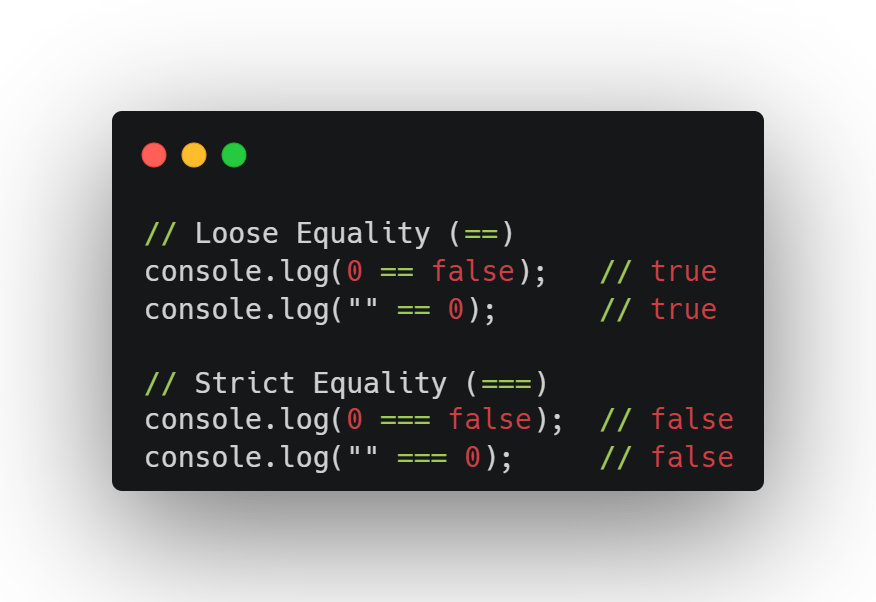 // Loose Equality (==)
console.log(0 == false);   // true
console.log("" == 0);      // true
// Strict Equality (===)
console.log(0 === false);  // false
console.log("" === 0);     // false